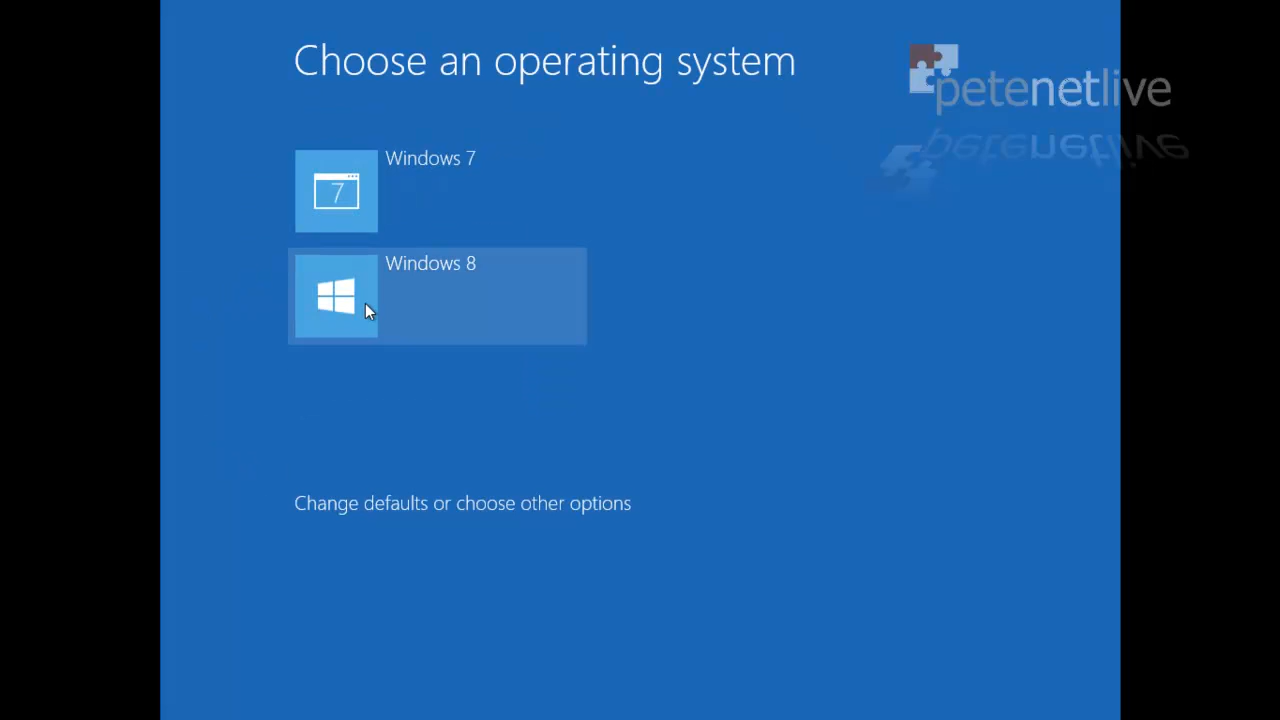 Choose an operating system
petenetlive
Windows 7
7
Windows 8
Change defaults or choose other options